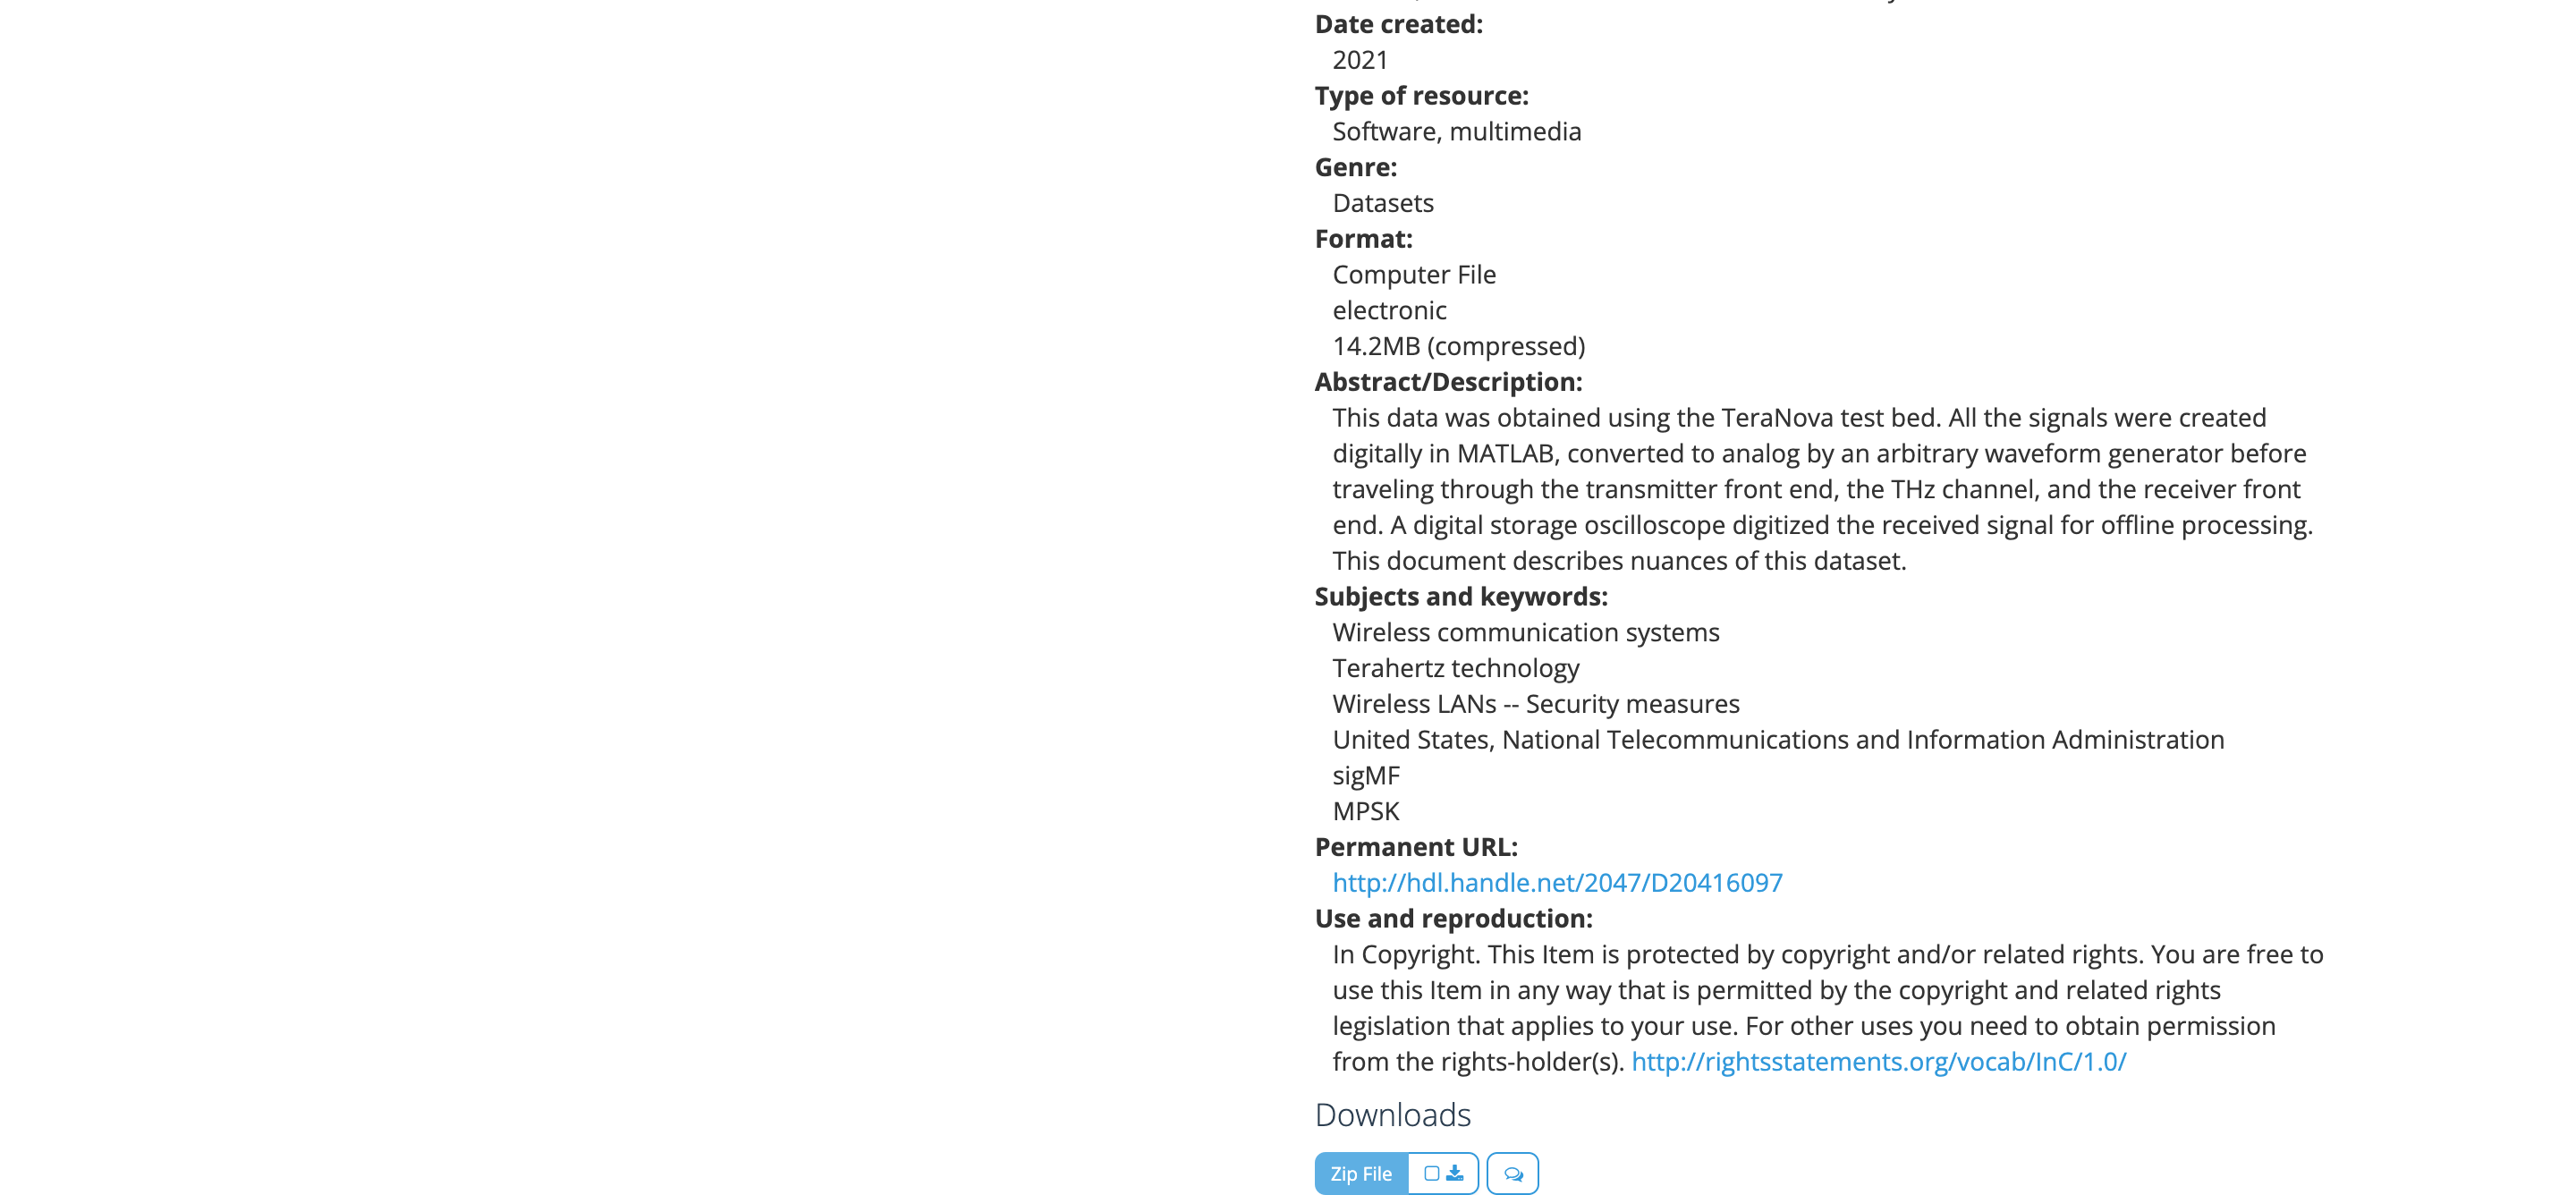 Date created:
2021
Type of resource:
Software, multimedia
Genre:
Datasets
Format:
Computer File
electronic
14.2MB (compressed)
Abstract/Description:
This data was obtained using the TeraNova test bed. All the signals were created
digitally in MATLAB, converted to analog by an arbitrary waveform generator before
traveling through the transmitter front end, the THz channel, and the receiver front
end. A digital storage oscilloscope digitized the received signal for offline processing.
This document describes nuances of this dataset.
Subjects and keywords:
Wireless communication systems
Terahertz technology
Wireless LANs -- Security measures
United States, National Telecommunications and Information Administration
sigMF
MPSK
Permanent URL:
http://hdl.handle.net/2047/D20416097
Use and reproduction:
In Copyright. This Item is protected by copyright and/or related rights. You are free to
use this Item in any way that is permitted by the copyright and related rights
legislation that applies to your use. For other uses you need to obtain permission
from the rights-holder(s). http://rightsstatements.org/vocab/InC/1.0/
Downloads
Zip File